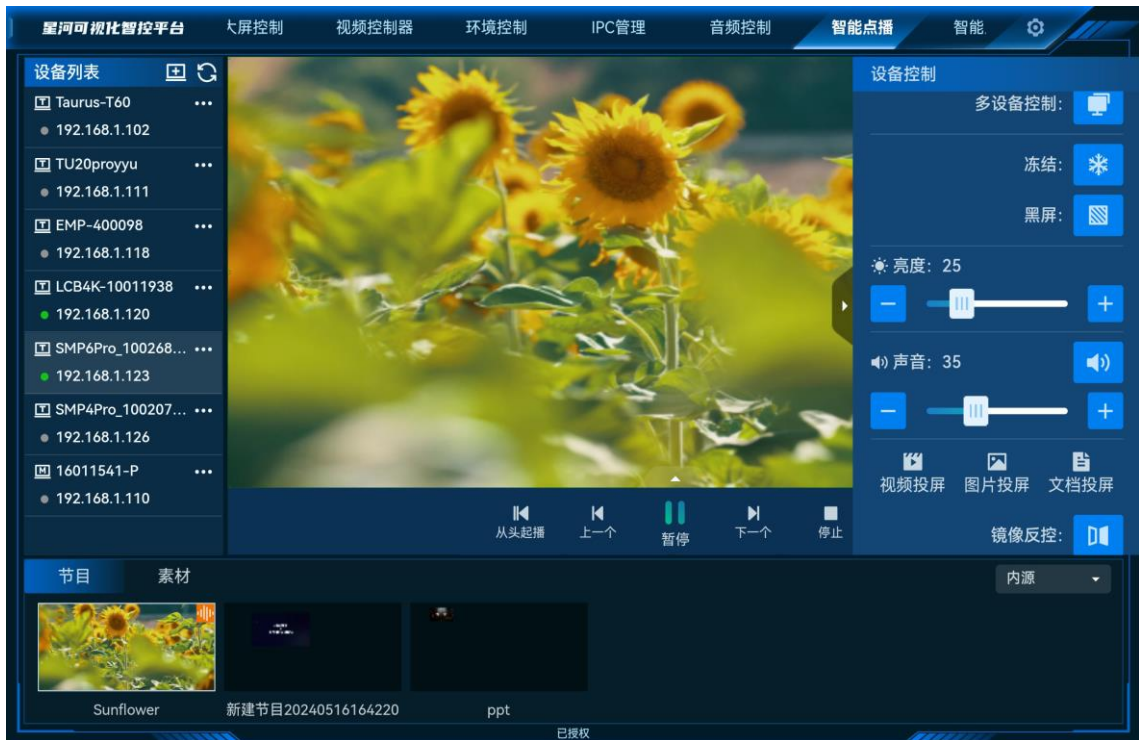 星河可视化智控平台
大屏控制 视频控制器 环境控制 IPC管理 音频控制 智能点播 智能
设备列表
T Taurus-T60
192.168.1.102
T TU20proyyu
192.168.1.111
T EMP-400098
192.168.1.118
T LCB4K-10011938
192.168.1.120
T SMP6Pro_100268...
192.168.1.123
T SMP4Pro_100207...
192.168.1.126
M 16011541-P
192.168.1.110
从头起播 上一个 暂停 下一个 停止
设备控制
多设备控制:
冻结:
黑屏:
亮度: 25
声音: 35
视频投屏 图片投屏 文档投屏
镜像反控:
节目 素材
内源
Sunflower 新建节目20240516164220 ppt
已授权